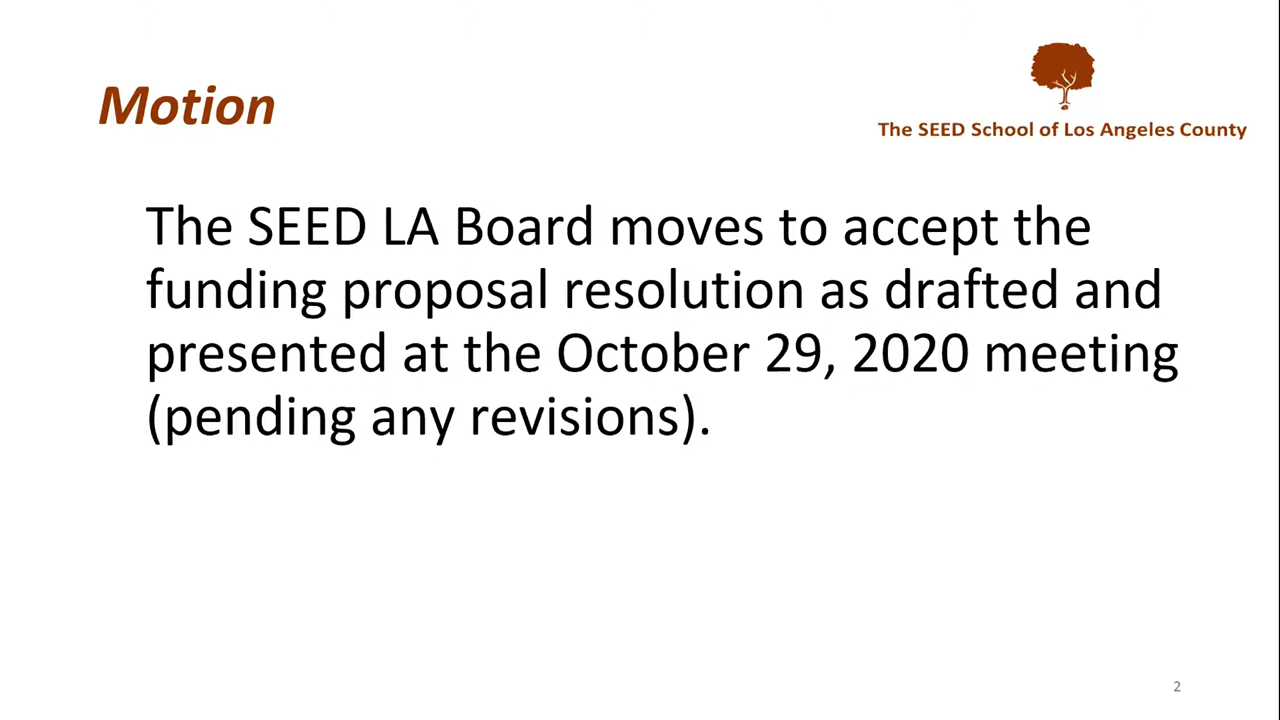 Motion
The SEED School of Los Angeles County
The SEED LA Board moves to accept the
funding proposal resolution as drafted and
presented at the October 29, 2020 meeting
(pending any revisions).
2